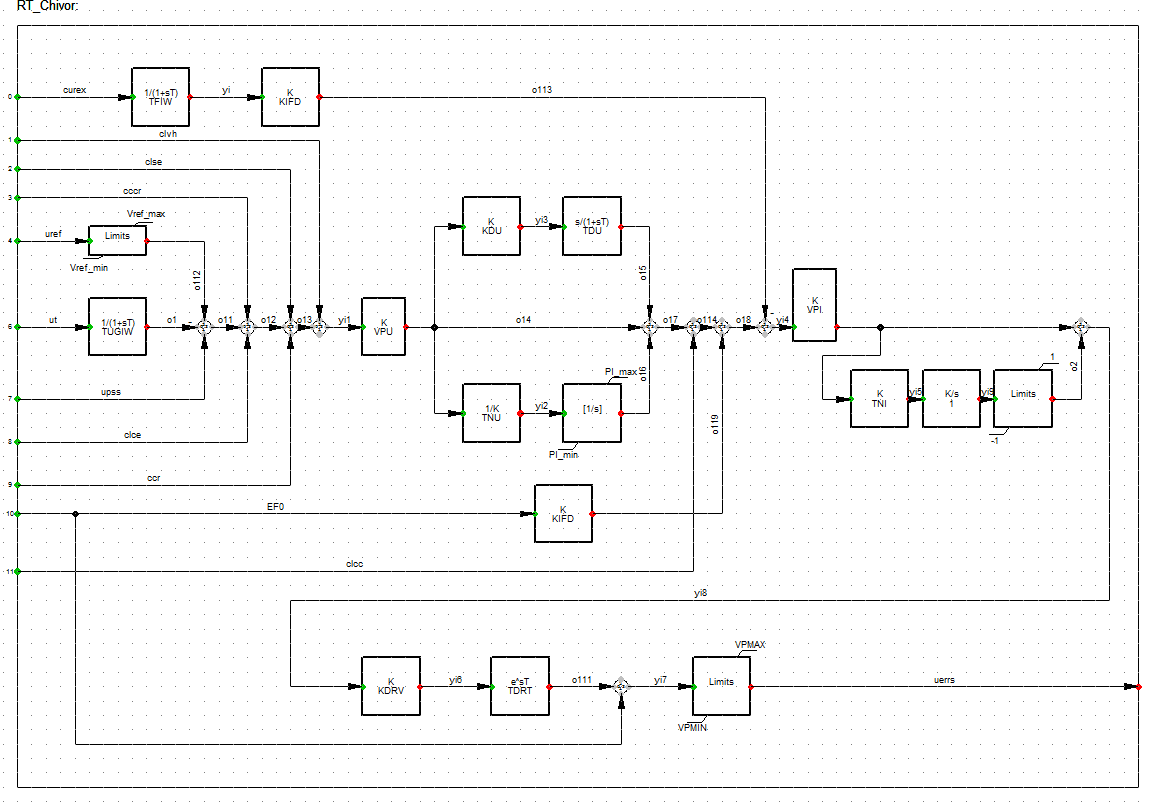 RT_Chivor:
0
curex
1/(1+sT)
TFIW
yi
K
KIFD
o113
1
clvh
2
clse
3
cccr
4
uref
Vref_max
Limits
Vref_min
o112
6
ut
1/(1+sT)
TUGIW
o1
-
o11
o12
o13
yi1
K
VPU
K
KDU
yi3
s/(1+sT)
TDU
o15
o14
1/K
TNU
yi2
PI_max
[1/s]
PI_min
o16
o17
o114
o18
-
yi4
K
VPI
K
TNI
yi5
K/s
1
yi9
1
Limits
-1
o2
7
upss
8
clce
9
ccr
10
EF0
K
KIFD
o119
11
clcc
yi8
K
KDRV
yi6
e^sT
TDRT
o111
yi7
VPMAX
Limits
VPMIN
uerrs